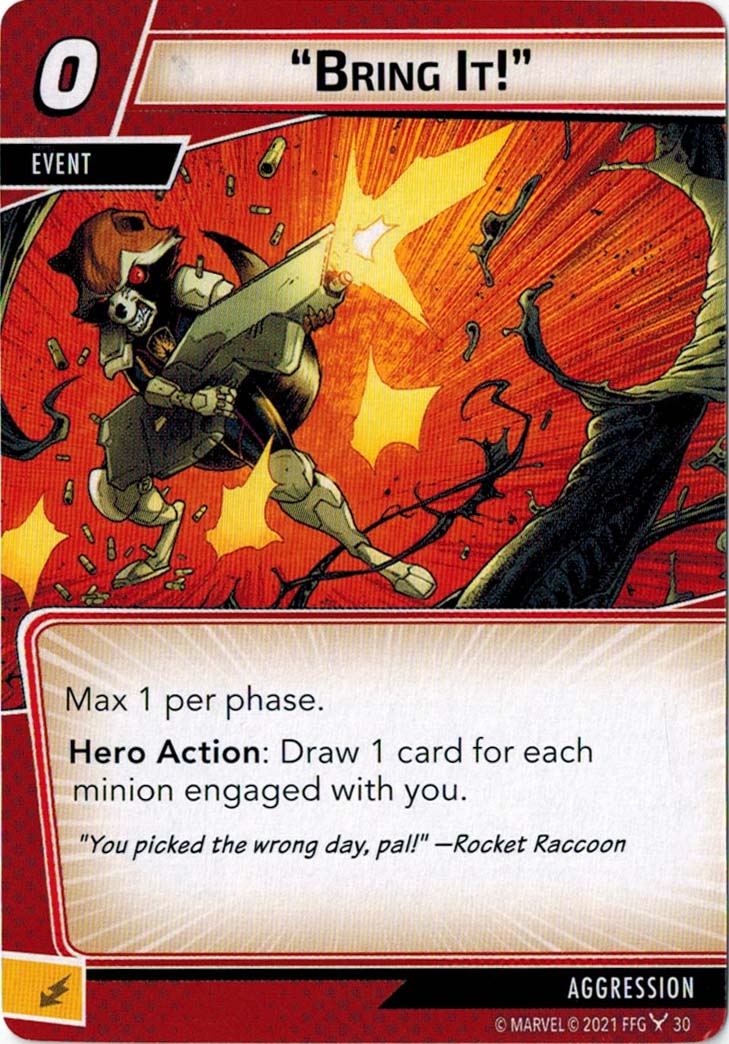 0
“Bring It!”
EVENT
Max 1 per phase.
Hero Action: Draw 1 card for each
minion engaged with you.
"You picked the wrong day, pal!" —Rocket Raccoon
AGGRESSION
© MARVEL © 2021 FFG 30